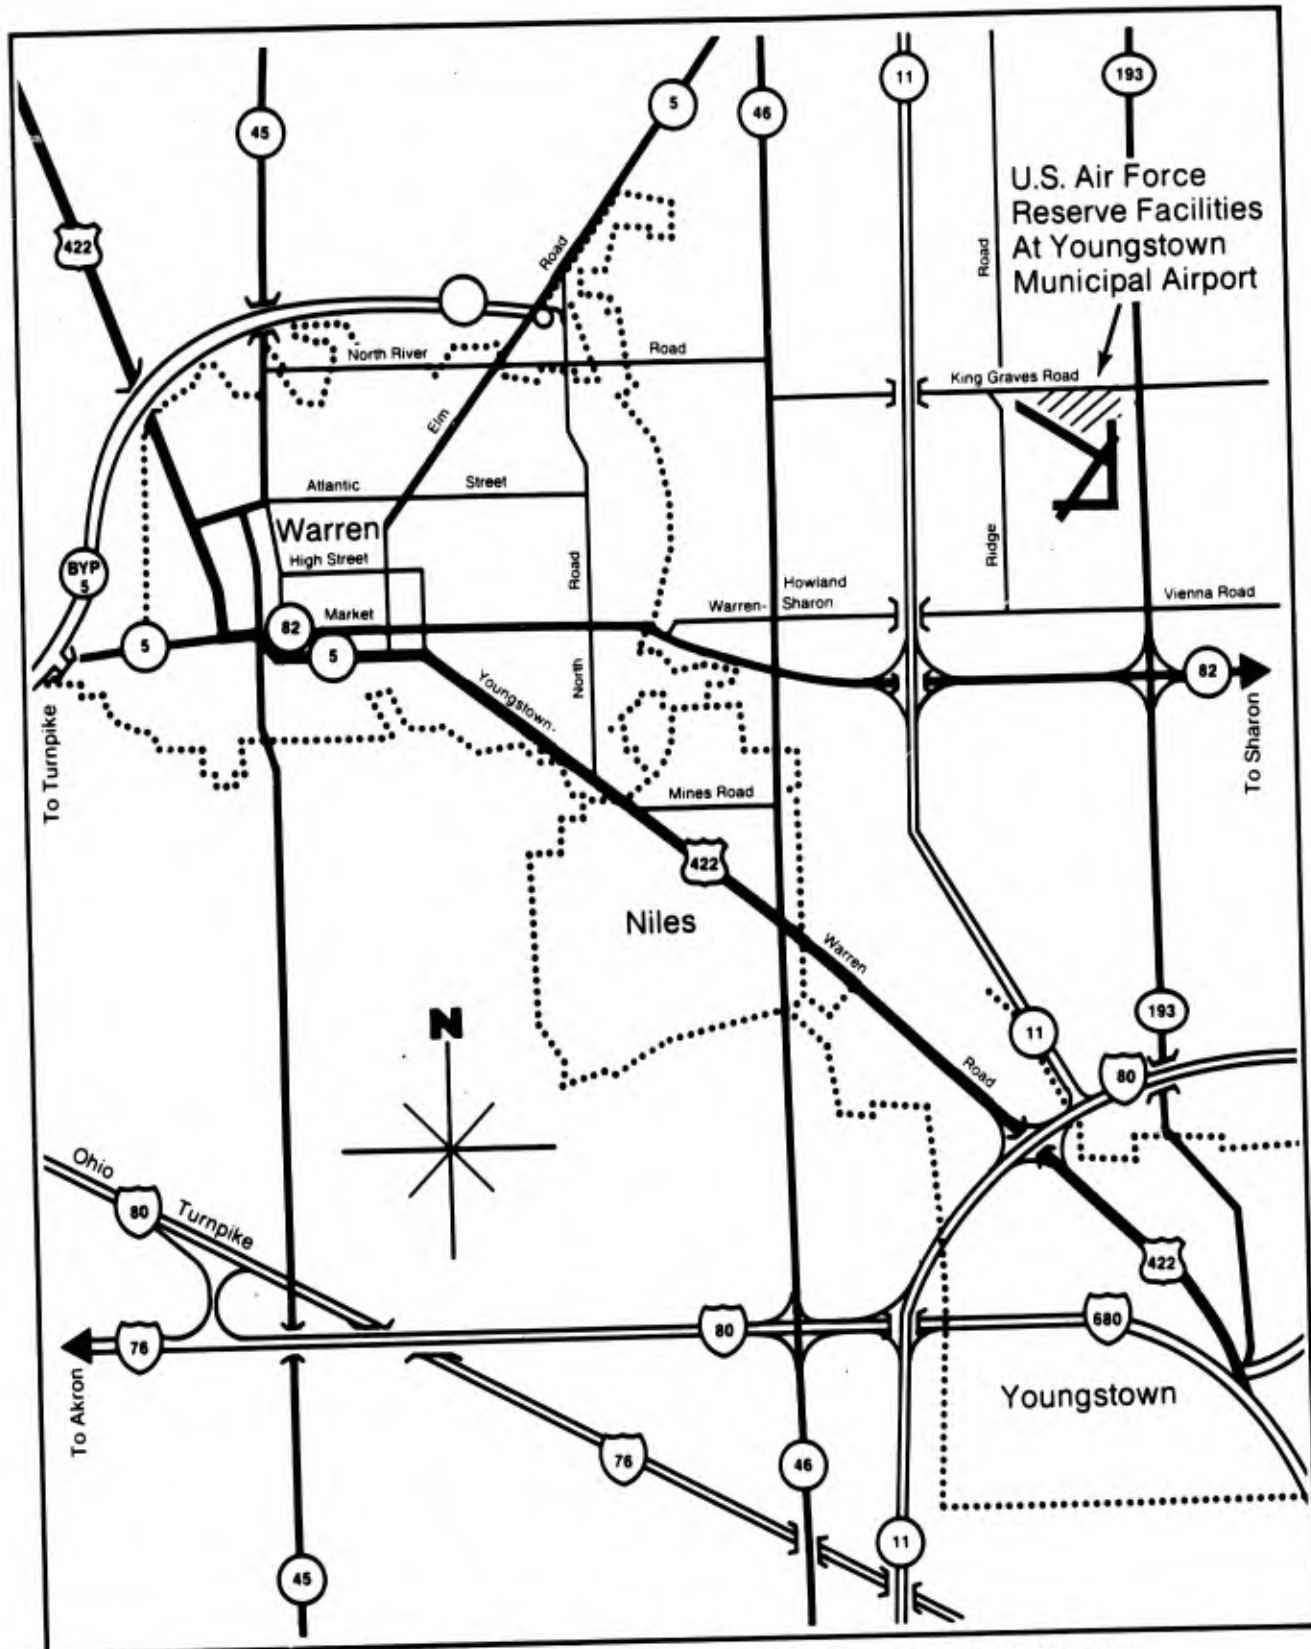 45
5
46
11
193
422
U.S. Air Force
Reserve Facilities
At Youngstown
Municipal Airport
Road
Road
North River
Road
King Graves Road
Elm
Atlantic
Street
Warren
High Street
BYP
5
Road
Ridge
Howland
Warren-
Sharon
Vienna Road
Market
82
5
5
North
Youngstown-
82
To Turnpike
To Sharon
Mines Road
422
Niles
Warren
N
11
193
Road
80
Ohio
80
Turnpike
422
76
80
680
To Akron
Youngstown
76
46
11
45